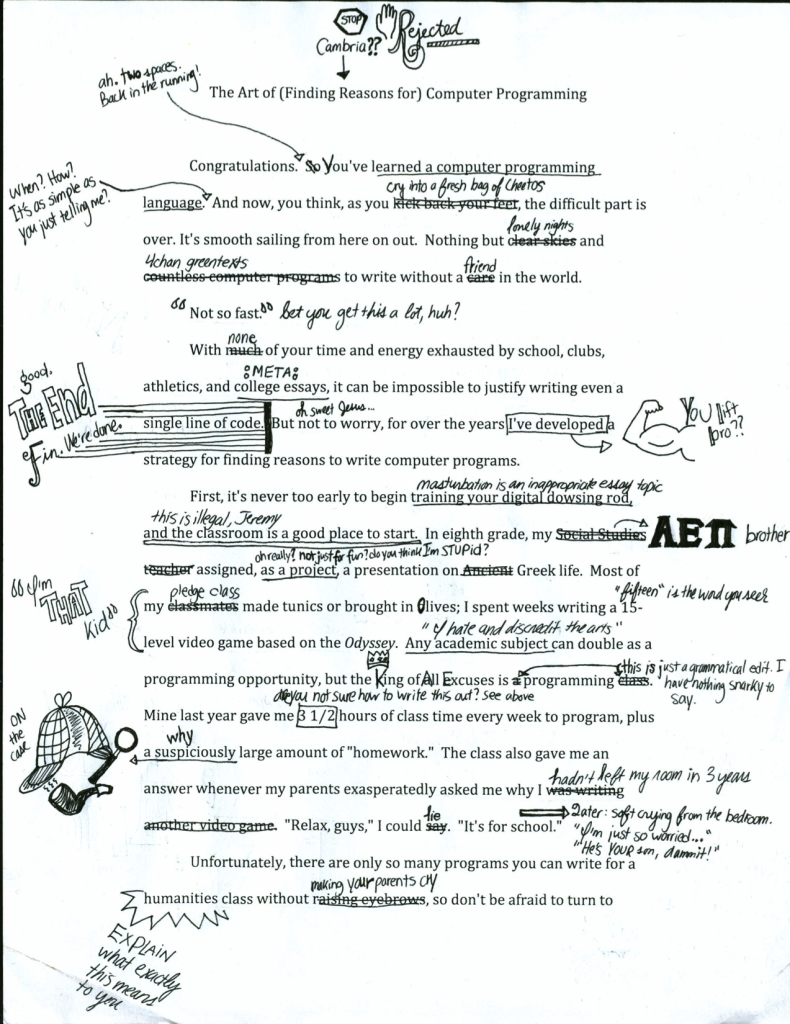 STOP
Rejected
Cambria??
ah. two spaces.
Back in the running!
The Art of (Finding Reasons for) Computer Programming
Congratulations. So You've learned a computer programming
When? How?
It's as simple as
you just telling me?
cry into a fresh bag of Cheetos
language. And now, you think, as you kick back your feet, the difficult part is
lonely nights
over. It's smooth sailing from here on out. Nothing but clear skies and
4chan greentexts
friend
countless computer programs to write without a care in the world.
Not so fast. bet you get this a lot, huh?
none
With much of your time and energy exhausted by school, clubs,
META
athletics, and college essays, it can be impossible to justify writing even a
good.
THE End
Fin. We're done.
oh sweet Jesus...
single line of code. But not to worry, for over the years I've developed a
YOU lift
bro??
strategy for finding reasons to write computer programs.
masturbation is an inappropriate essay topic
First, it's never too early to begin training your digital dowsing rod,
this is illegal, Jeremy
and the classroom is a good place to start. In eighth grade, my Social Studies ΑΕΠ brother
oh really? not just for fun? do you think I'm STUPID?
teacher assigned, as a project, a presentation on Ancient Greek life. Most of
"I'm
THAT
kid"
pledge class
"fifteen" is the word you seek
my classmates made tunics or brought in Olives; I spent weeks writing a 15-
"I hate and discredit the arts"
level video game based on the Odyssey. Any academic subject can double as a
programming opportunity, but the King of All Excuses is a programming class.
this is just a grammatical edit. I
have nothing snarky to
say.
are you not sure how to write this out? see above
Mine last year gave me 3 1/2 hours of class time every week to program, plus
ON
the
case
why
a suspiciously large amount of "homework." The class also gave me an
hadn't left my room in 3 years
answer whenever my parents exasperatedly asked me why I was writing
lie
another video game. "Relax, guys," I could say. "It's for school."
Later: soft crying from the bedroom.
"I'm just so worried..."
"He's YOUR son, dammit!"
Unfortunately, there are only so many programs you can write for a
making your parents cry
humanities class without raising eyebrows, so don't be afraid to turn to
EXPLAIN
what exactly
this means
to you